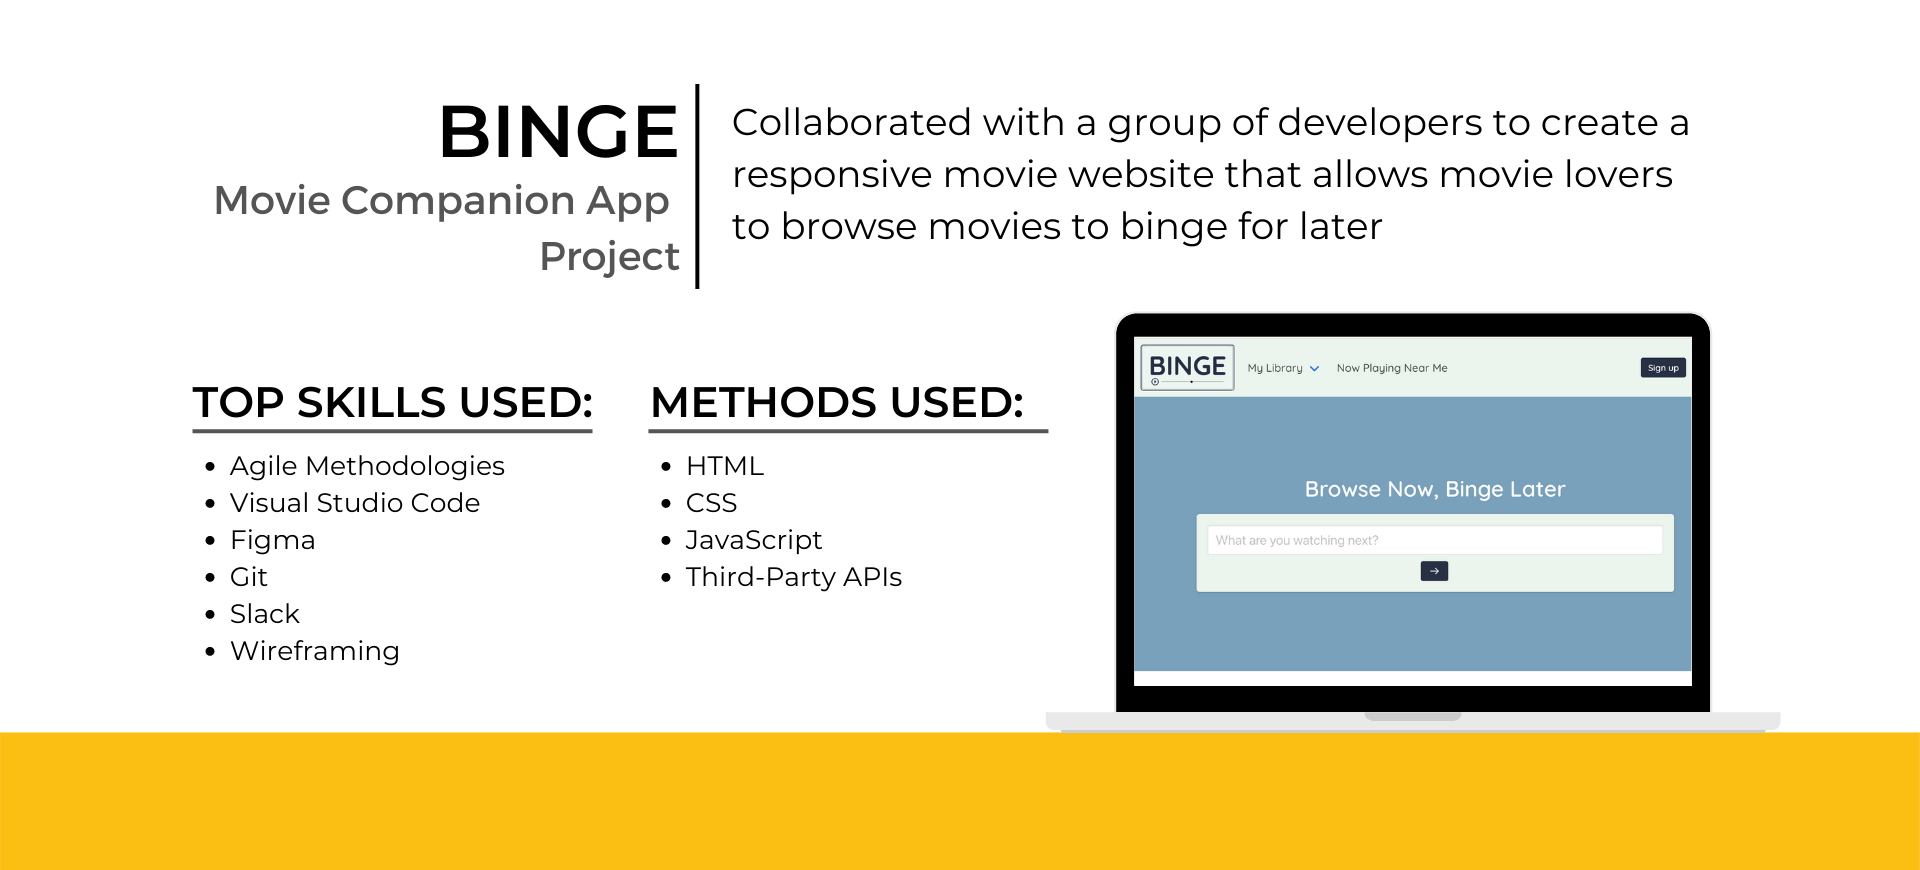 BINGE
Movie Companion App
Project
Collaborated with a group of developers to create a
responsive movie website that allows movie lovers
to browse movies to binge for later
TOP SKILLS USED:
• Agile Methodologies
• Visual Studio Code
• Figma
• Git
• Slack
• Wireframing
METHODS USED:
• HTML
• CSS
• JavaScript
• Third-Party APIs
BINGE
My Library
Now Playing Near Me
Sign up
Browse Now, Binge Later
What are you watching next?